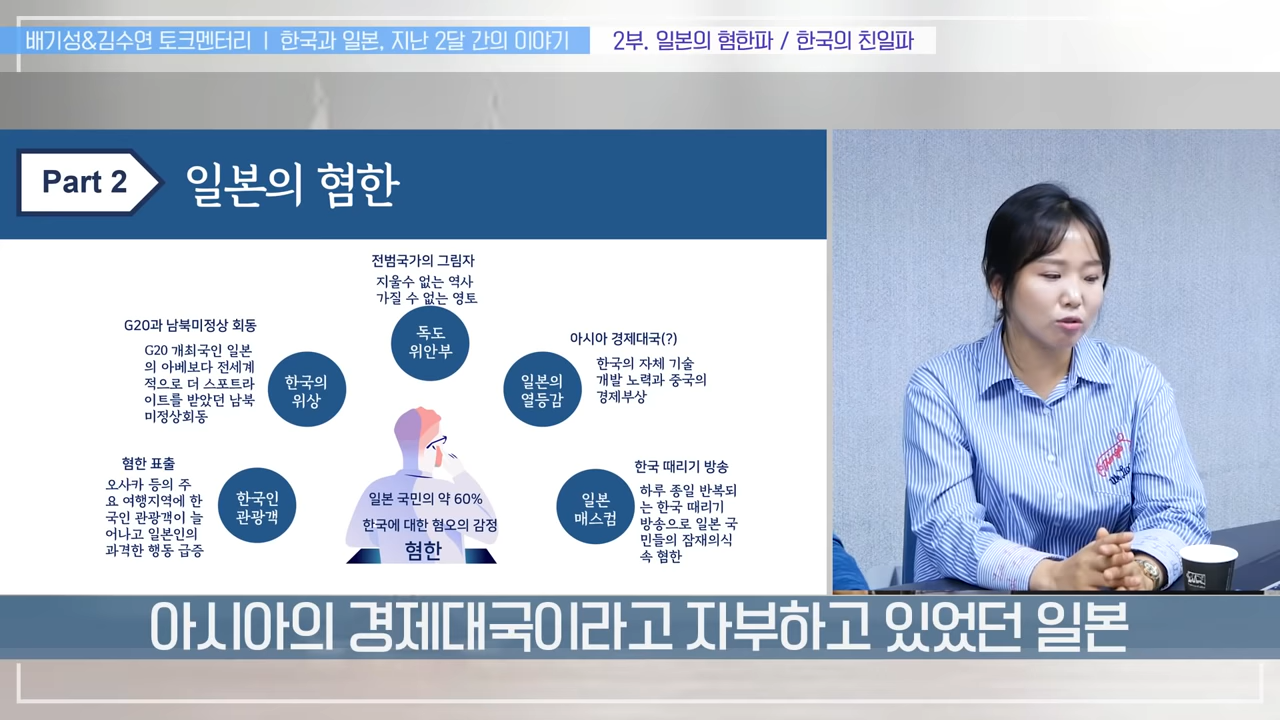 배기성&김수연 토크멘터리 ㅣ 한국과 일본, 지난 2달 간의 이야기
2부. 일본의 혐한파 / 한국의 친일파
Part 2
일본의 혐한
전범국가의 그림자
지울수 없는 역사
가질 수 없는 영토
독도
위안부
G20과 남북미정상 회동
G20 개최국인 일본
의 아베보다 전세계
적으로 더 스포트라
이트를 받았던 남북
미정상회동
한국의
위상
아시아 경제대국(?)
한국의 자체 기술
개발 노력과 중국의
경제부상
일본의
열등감
혐한 표출
오사카 등의 주
요 여행지역에 한
국인 관광객이 늘
어나고 일본인의
과격한 행동 급증
한국인
관광객
한국 때리기 방송
하루 종일 반복되
는 한국 때리기
방송으로 일본 국
민들의 잠재의식
속 혐한
일본
매스컴
일본 국민의 약 60%
한국에 대한 혐오의 감정
혐한
아시아의 경제대국이라고 자부하고 있었던 일본